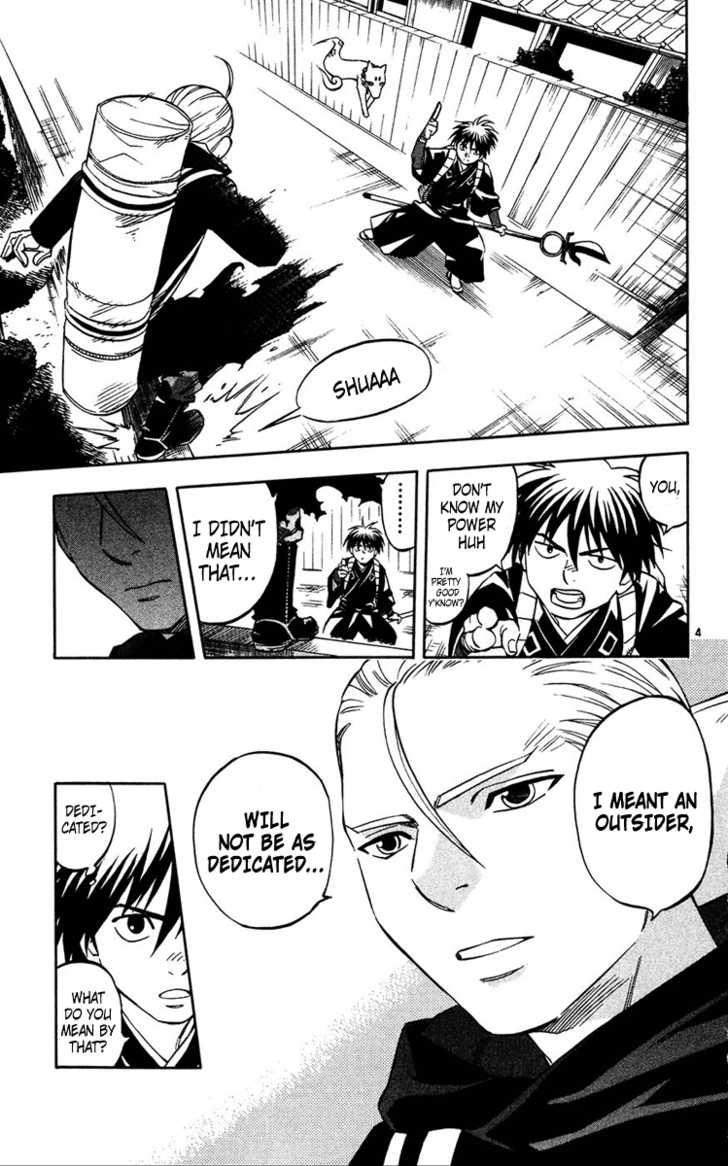 SHUAAA
YOU,
DON'T
KNOW MY
POWER
HUH
I'M
PRETTY
GOOD
Y'KNOW?
.........
I DIDN'T
MEAN
THAT...
4
I MEANT AN
OUTSIDER,
WILL
NOT BE AS
DEDICATED...
DEDI-
CATED?
WHAT
DO YOU
MEAN BY
THAT?